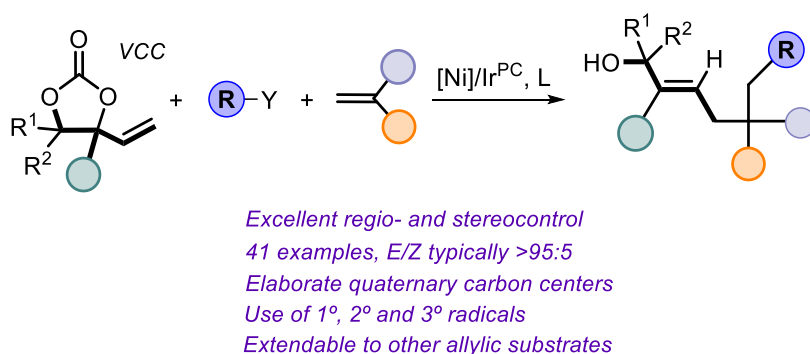 O VCC
O O
R¹
R²
+ R-Y +
[Ni]/Irᴾꟲ, L
R¹ R² HO H R
Excellent regio- and stereocontrol
41 examples, E/Z typically >95:5
Elaborate quaternary carbon centers
Use of 1º, 2º and 3º radicals
Extendable to other allylic substrates